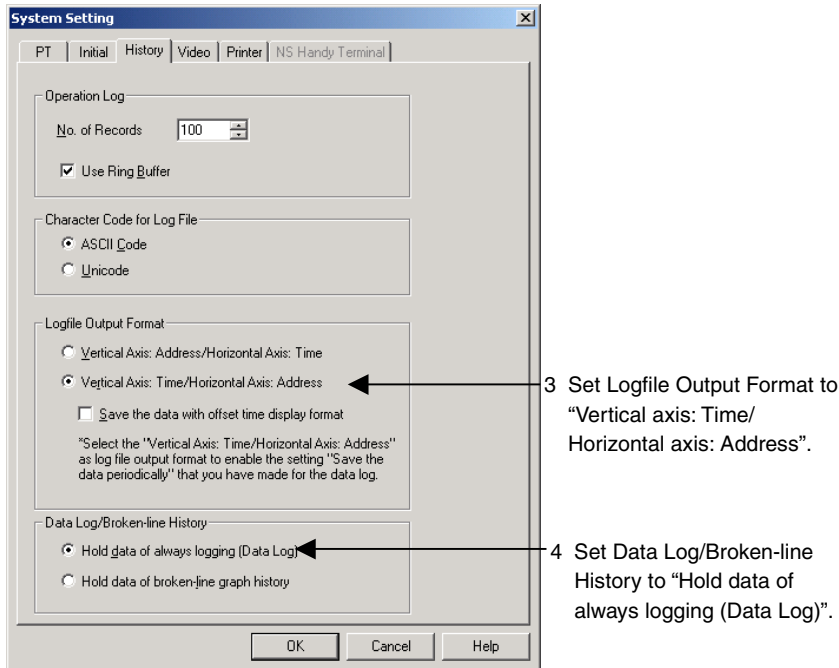 System Setting
PT Initial History Video Printer NS Handy Terminal
Operation Log
No. of Records 100
Use Ring Buffer
Character Code for Log File
ASCII Code
Unicode
Logfile Output Format
Vertical Axis: Address/Horizontal Axis: Time
Vertical Axis: Time/Horizontal Axis: Address
Save the data with offset time display format
*Select the "Vertical Axis: Time/Horizontal Axis: Address"
as log file output format to enable the setting "Save the
data periodically" that you have made for the data log.
Data Log/Broken-line History
Hold data of always logging (Data Log)
Hold data of broken-line graph history
OK Cancel Help
3 Set Logfile Output Format to
“Vertical axis: Time/
Horizontal axis: Address”.
4 Set Data Log/Broken-line
History to “Hold data of
always logging (Data Log)”.